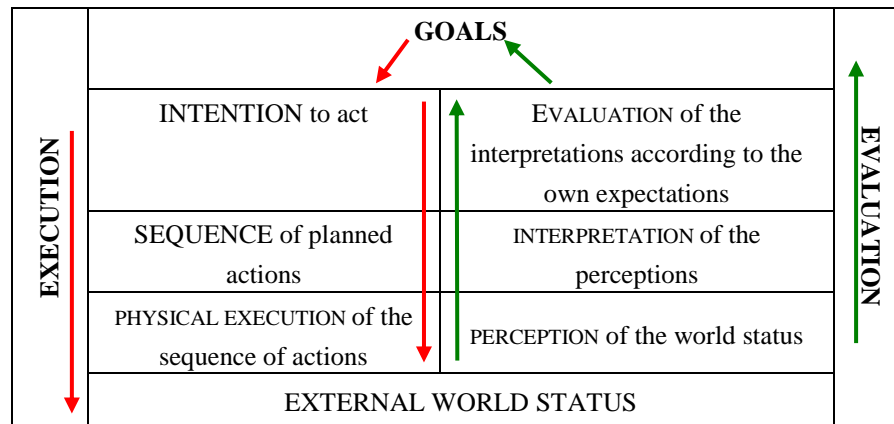 GOALS
EXECUTION
INTENTION to act
EVALUATION of the
interpretations according to the
own expectations
EVALUATION
SEQUENCE of planned
actions
INTERPRETATION of the
perceptions
PHYSICAL EXECUTION of the
sequence of actions
PERCEPTION of the world status
EXTERNAL WORLD STATUS